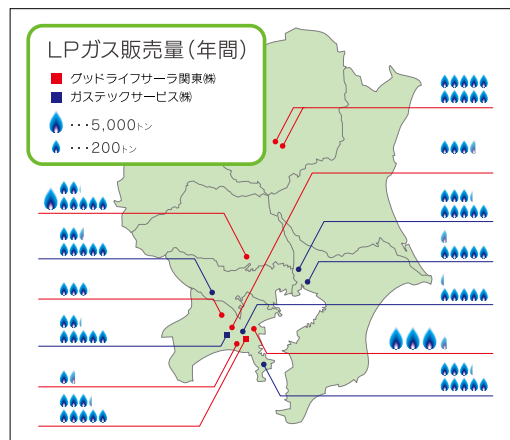 LPガス販売量(年間)
■ グッドライフサーラ関東㈱
■ ガステックサービス㈱
･･･5,000トン
･･･200トン